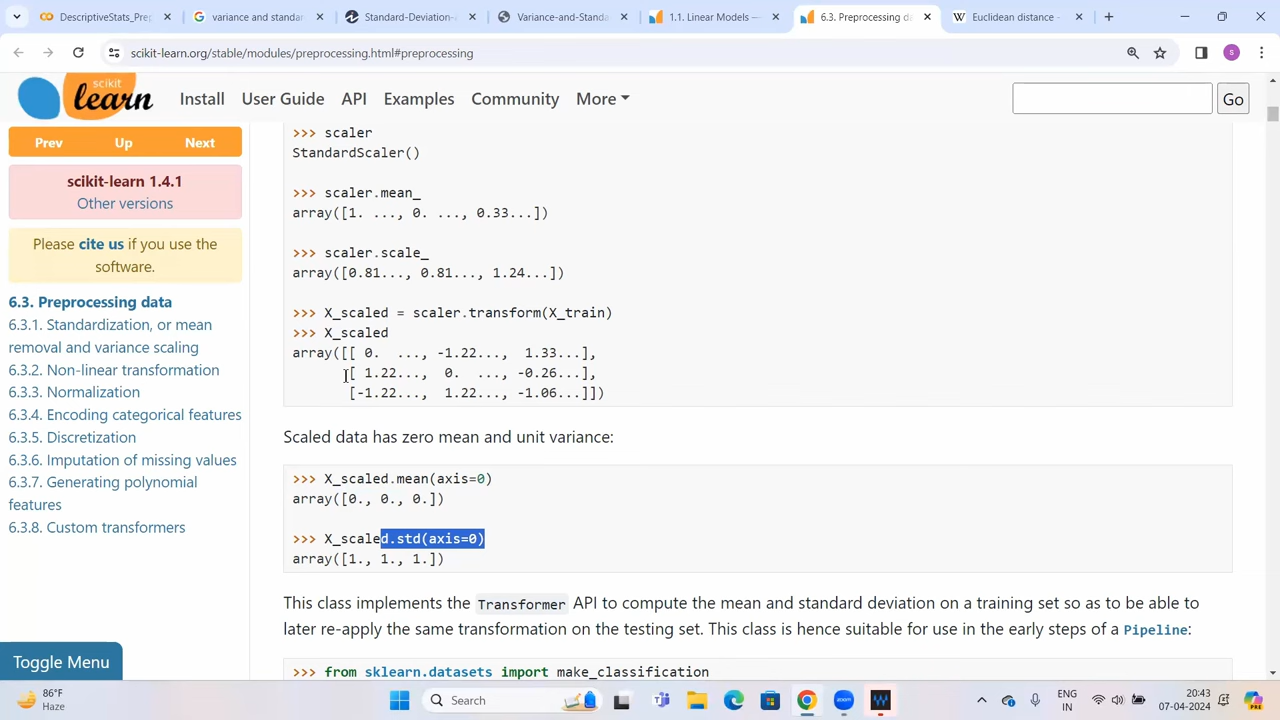 DescriptiveStats_Prep
variance and standar
Standard-Deviation-a
Variance-and-Standa
1.1. Linear Models —
6.3. Preprocessing da
Euclidean distance -
scikit-learn.org/stable/modules/preprocessing.html#preprocessing
S
scikit
learn
Install User Guide API Examples Community More
Go
Prev Up Next
scikit-learn 1.4.1
Other versions
Please cite us if you use the
software.
6.3. Preprocessing data
6.3.1. Standardization, or mean
removal and variance scaling
6.3.2. Non-linear transformation
6.3.3. Normalization
6.3.4. Encoding categorical features
6.3.5. Discretization
6.3.6. Imputation of missing values
6.3.7. Generating polynomial
features
6.3.8. Custom transformers
Toggle Menu
>>> scaler
StandardScaler()
>>> scaler.mean_
array([1. ..., 0. ..., 0.33...])
>>> scaler.scale_
array([0.81..., 0.81..., 1.24...])
>>> X_scaled = scaler.transform(X_train)
>>> X_scaled
array([[ 0.  ..., -1.22...,  1.33...],
[ 1.22...,  0.  ..., -0.26...],
[-1.22...,  1.22..., -1.06...]])
Scaled data has zero mean and unit variance:
>>> X_scaled.mean(axis=0)
array([0., 0., 0.])
>>> X_scaled.std(axis=0)
array([1., 1., 1.])
This class implements the Transformer API to compute the mean and standard deviation on a training set so as to be able to
later re-apply the same transformation on the testing set. This class is hence suitable for use in the early steps of a Pipeline:
>>> from sklearn.datasets import make_classification
86°F
Haze
Search
ENG
IN
20:43
07-04-2024
PRE